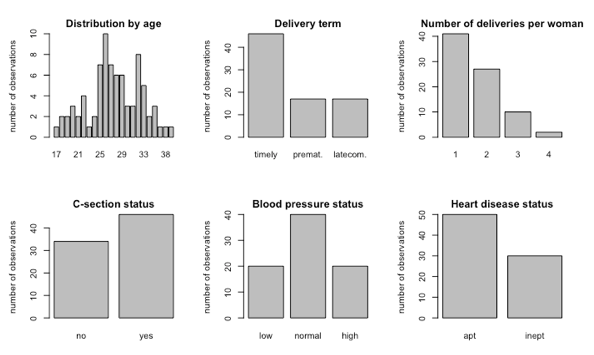 Distribution by age
number of observations
0 2 4 6 8 10
17 21 25 29 33 38
Delivery term
number of observations
0 10 20 30 40
timely premat. latecom.
Number of deliveries per woman
number of observations
0 10 20 30 40
1 2 3 4
C-section status
number of observations
0 10 20 30 40
no yes
Blood pressure status
number of observations
0 10 20 30 40
low normal high
Heart disease status
number of observations
0 10 20 30 40 50
apt inept